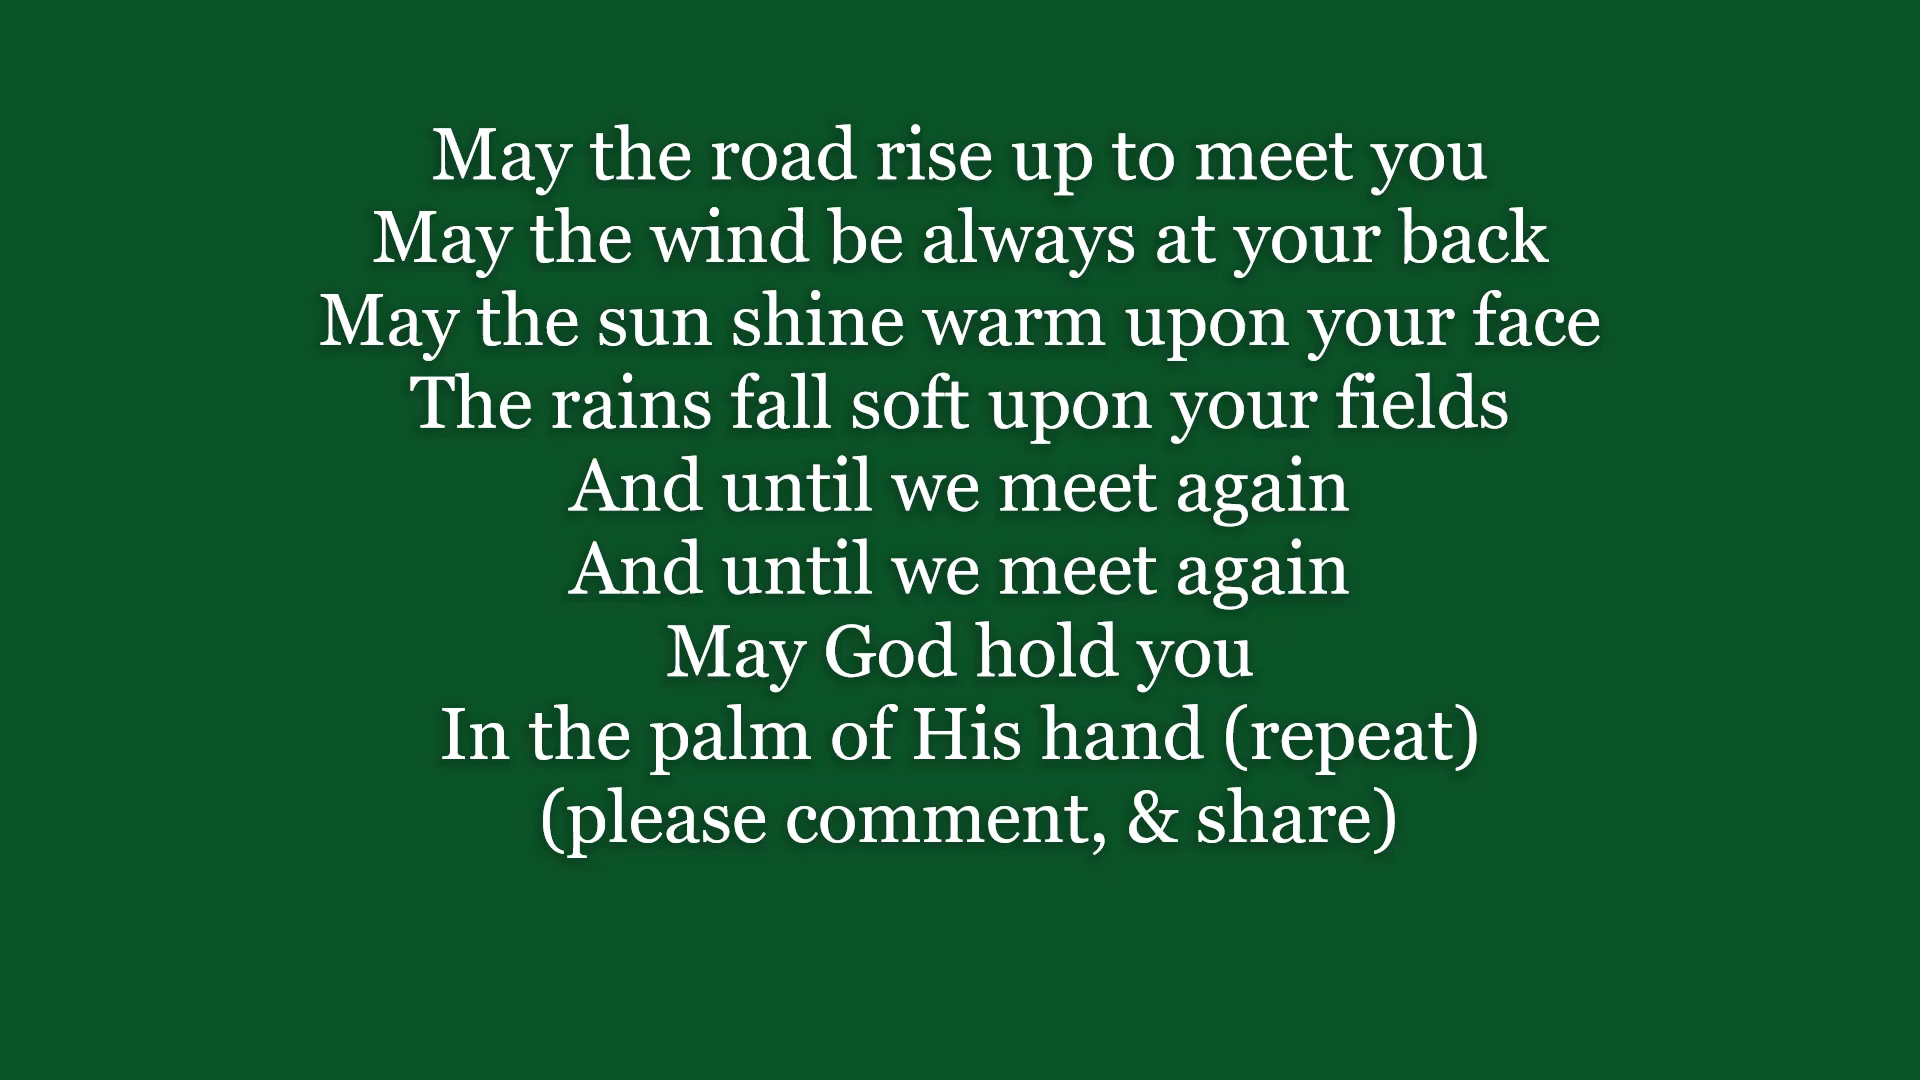 May the road rise up to meet you
May the wind be always at your back
May the sun shine warm upon your face
The rains fall soft upon your fields
And until we meet again
And until we meet again
May God hold you
In the palm of His hand (repeat)
(please comment, & share)